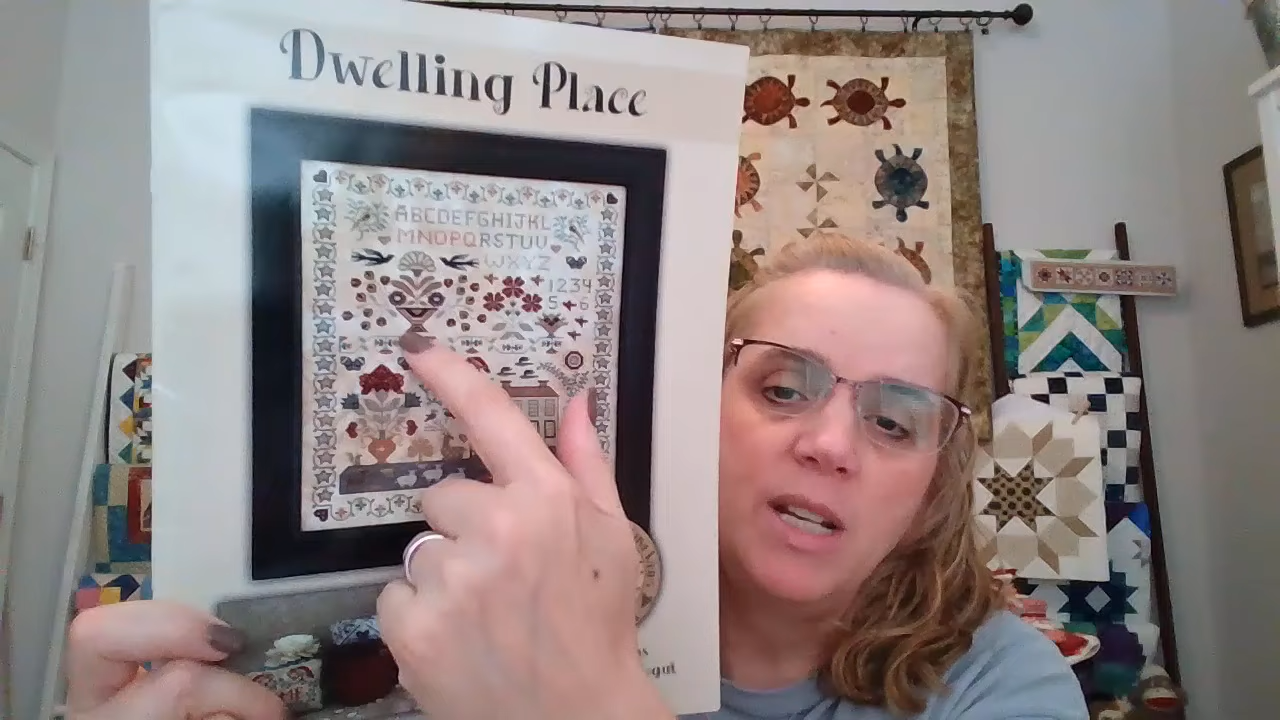 Dwelling Place
ABCDEFGHIJKL
MNOPQRSTUV
WXYZ
1234
5 6